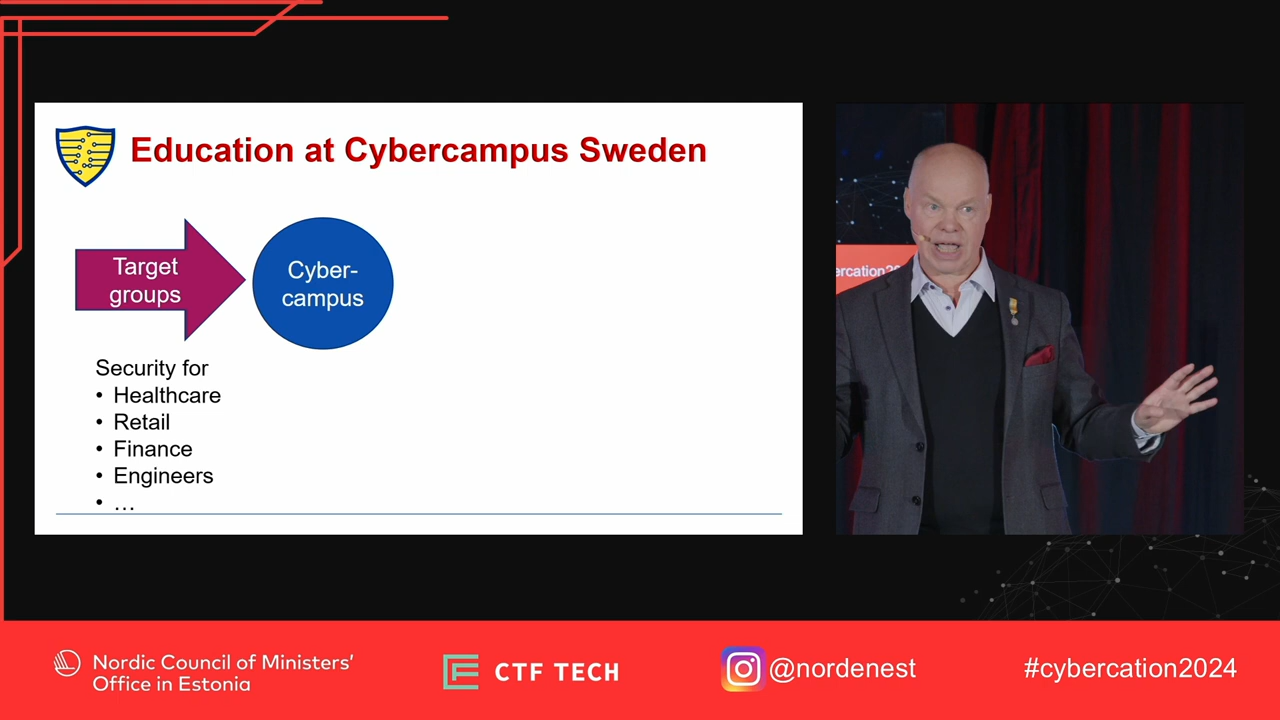 Education at Cybercampus Sweden
Target
groups
Cyber-
campus
Security for
• Healthcare
• Retail
• Finance
• Engineers
• …
ercation20
Nordic Council of Ministers'
Office in Estonia
CTF TECH
@nordenest
#cybercation2024